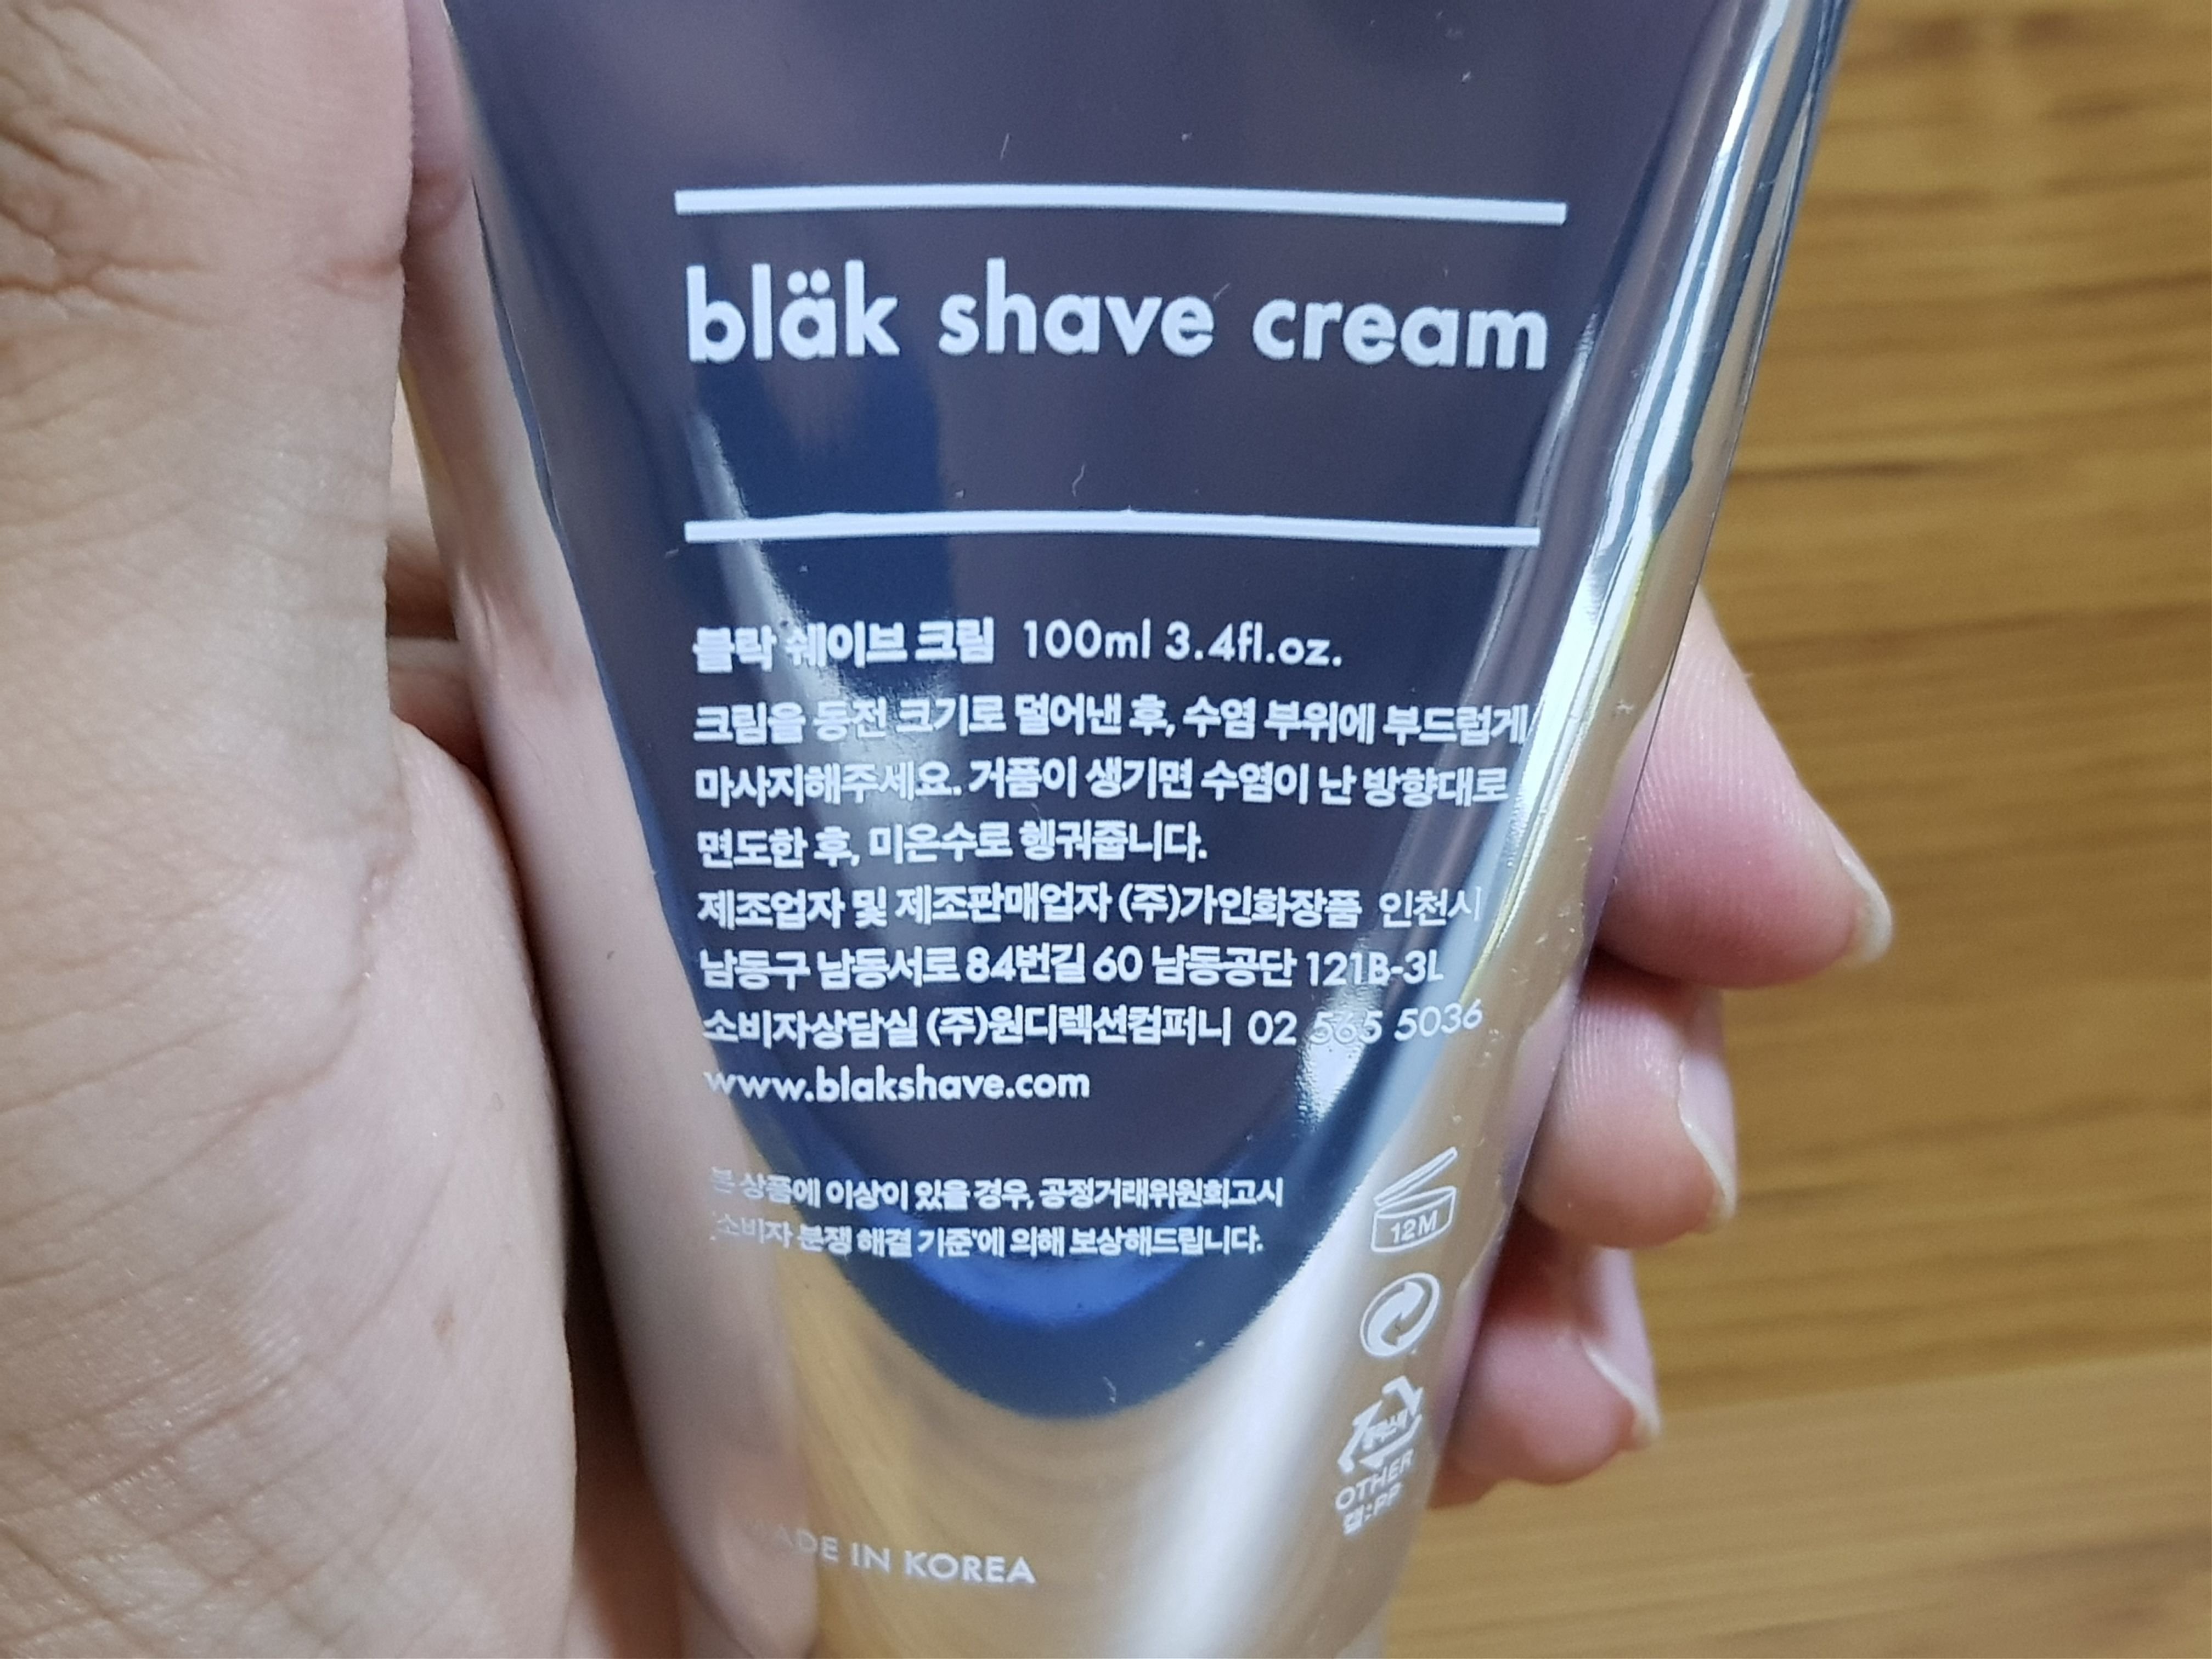 bläk shave cream
블락 쉐이브 크림 100ml 3.4fl.oz.
크림을 동전 크기로 덜어낸 후, 수염 부위에 부드럽게
마사지해주세요. 거품이 생기면 수염이 난 방향대로
면도한 후, 미온수로 헹궈줍니다.
제조업자 및 제조판매업자 (주)가인화장품 인천시
남동구 남동서로 84번길 60 남동공단 121B-3L
소비자상담실 (주)원디렉션컴퍼니 02 565 5036
www.blakshave.com
본 상품에 이상이 있을 경우, 공정거래위원회고시
'소비자 분쟁 해결 기준'에 의해 보상해드립니다.
12M
OTHER
캡:PP
MADE IN KOREA